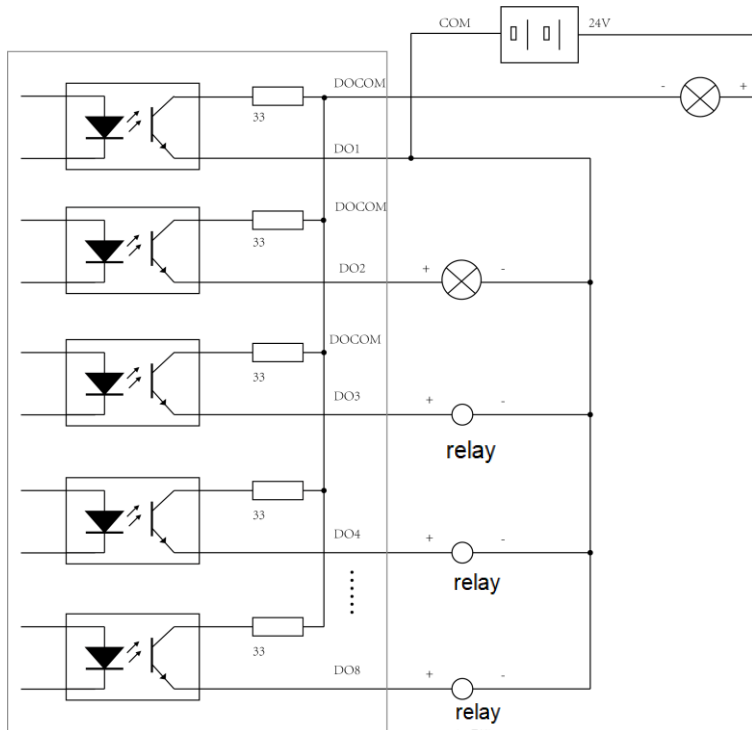 COM 24V
DOCOM - +
33
DO1
DOCOM
33
DO2 + -
DOCOM
33
DO3 + -
relay
33
DO4 + -
relay
33
DO8 + -
relay